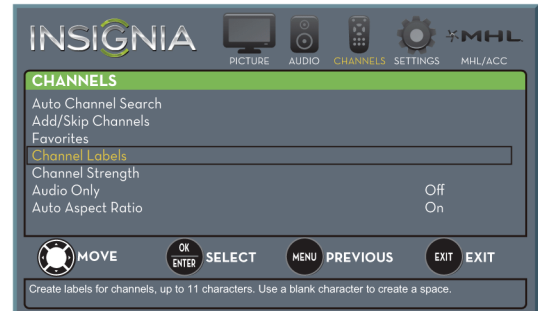 INSIGNIA
PICTURE AUDIO CHANNELS SETTINGS MHL MHL/ACC
CHANNELS
Auto Channel Search
Add/Skip Channels
Favorites
Channel Labels
Channel Strength
Audio Only Off
Auto Aspect Ratio On
MOVE OK ENTER SELECT MENU PREVIOUS EXIT EXIT
Create labels for channels, up to 11 characters. Use a blank character to create a space.